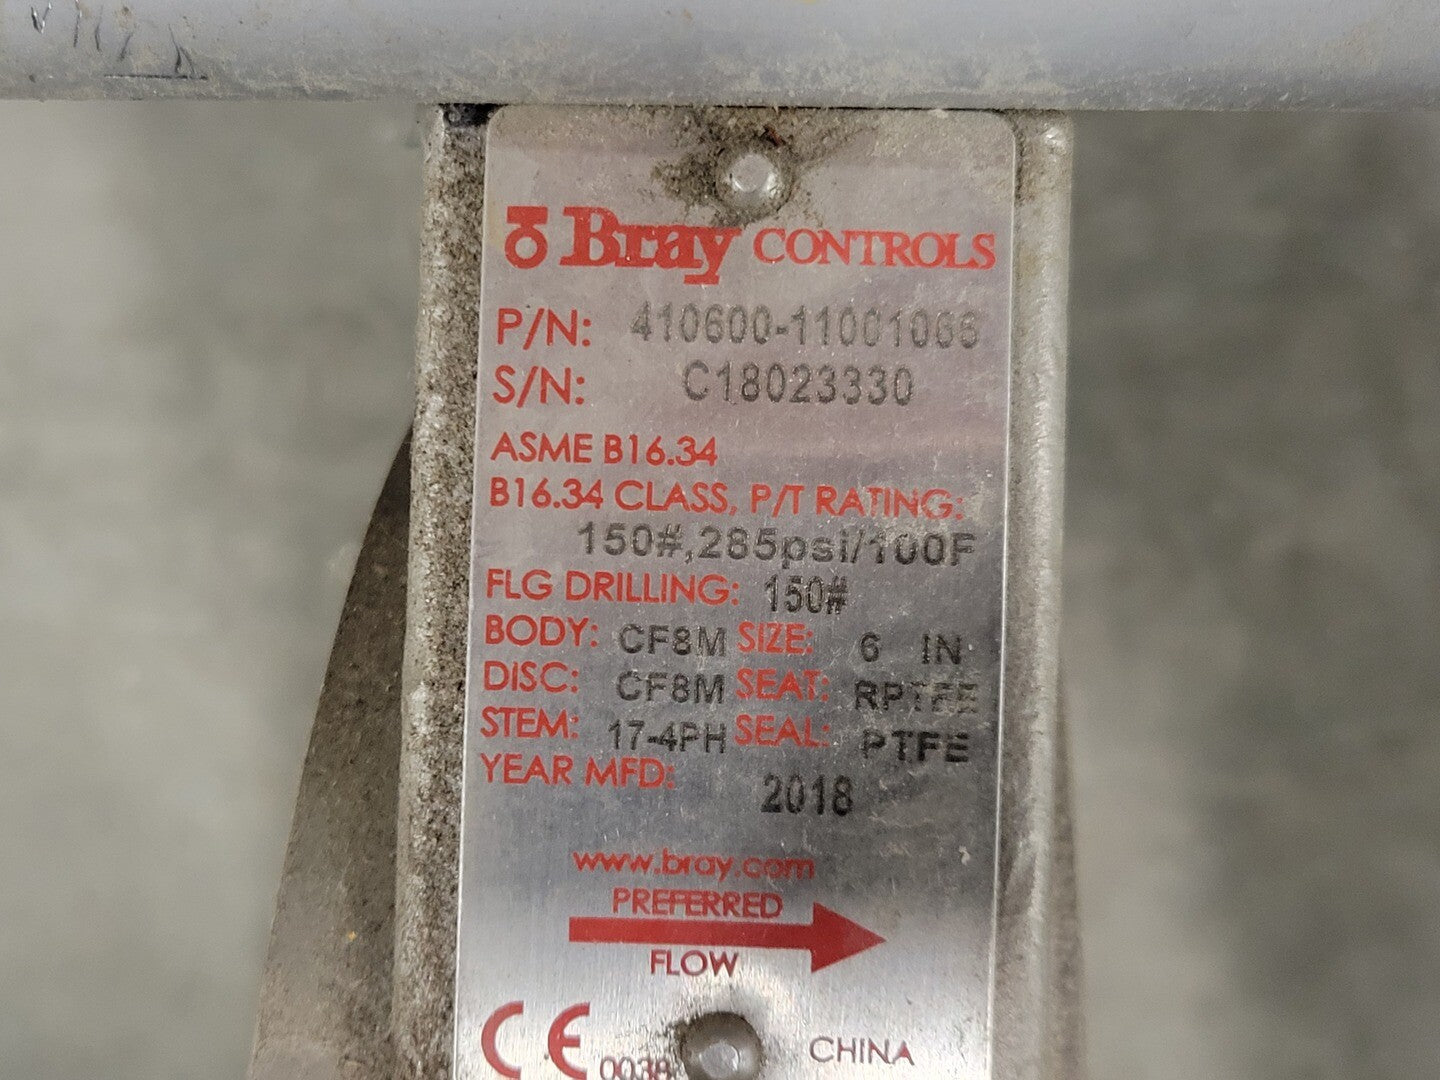 Bray CONTROLS
P/N: 410600-11001066
S/N: C18023330
ASME B16.34
B16.34 CLASS, P/T RATING:
150#,285psi/100F
FLG DRILLING: 150#
BODY: CF8M SIZE: 6 IN
DISC: CF8M SEAT: RPTFE
STEM: 17-4PH SEAL: PTFE
YEAR MFD: 2018
www.bray.com
PREFERRED
FLOW
CE 0038 CHINA